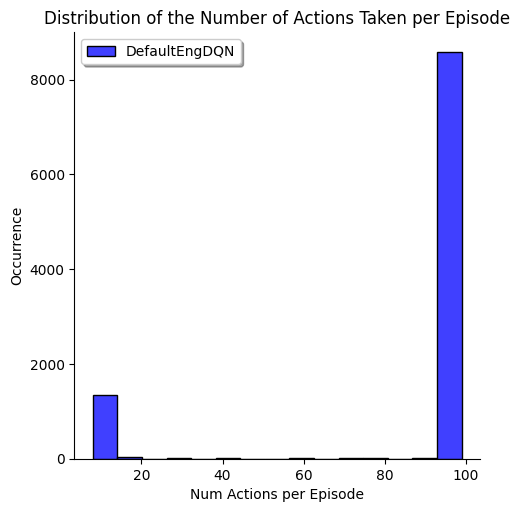 Distribution of the Number of Actions Taken per Episode
DefaultEngDQN
8000
6000
4000
2000
0
Occurrence
20 40 60 80 100
Num Actions per Episode